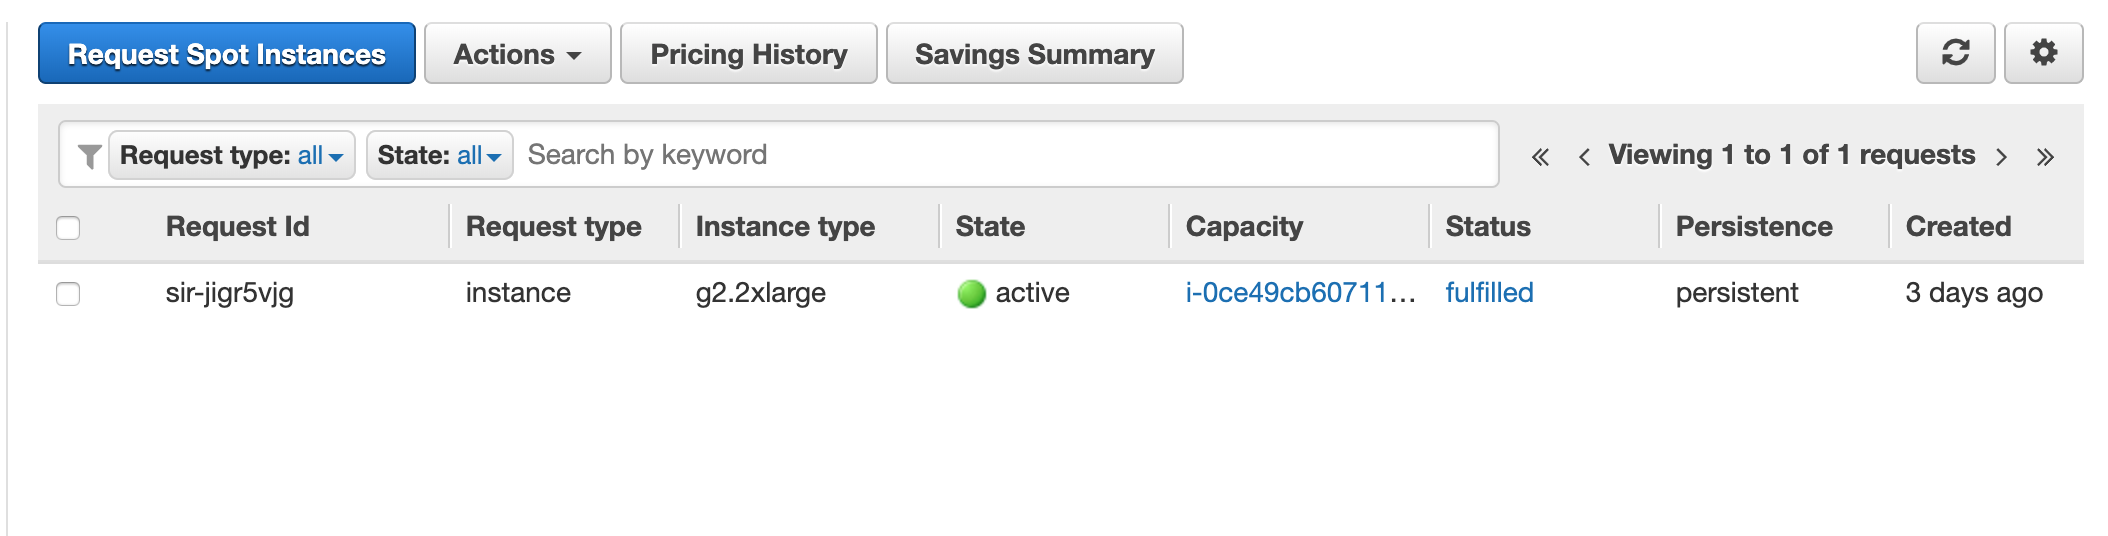 Request Spot Instances Actions Pricing History Savings Summary
Request type: all State: all Search by keyword Viewing 1 to 1 of 1 requests
Request Id Request type Instance type State Capacity Status Persistence Created
sir-jigr5vjg instance g2.2xlarge active i-0ce49cb60711... fulfilled persistent 3 days ago